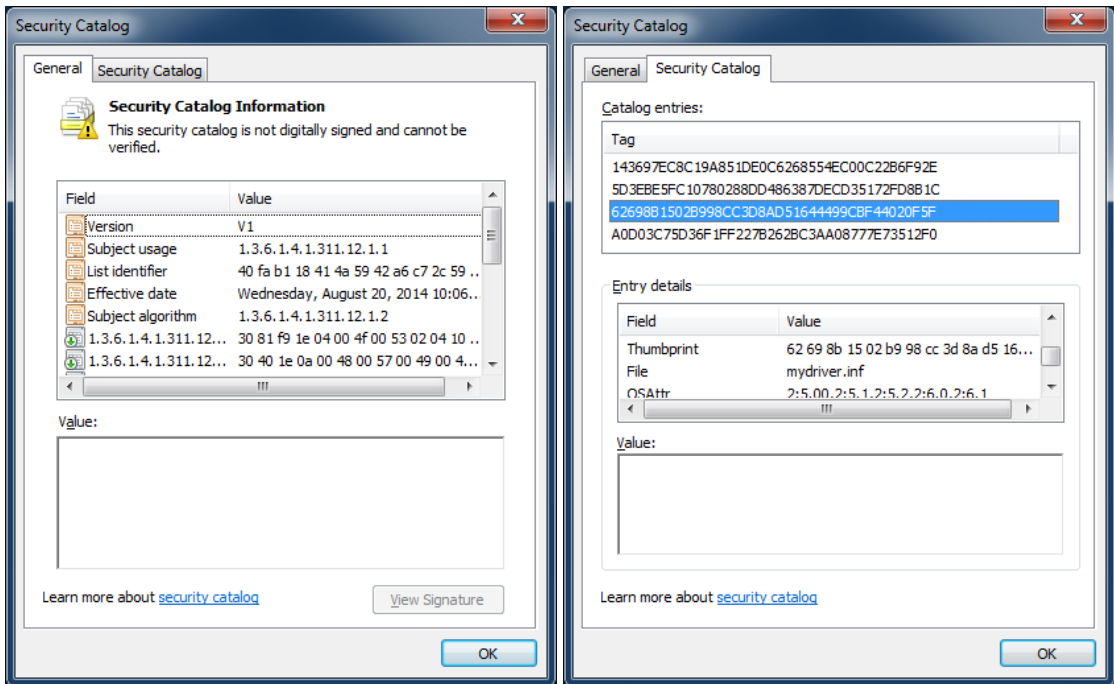 Security Catalog
General Security Catalog
Security Catalog Information
This security catalog is not digitally signed and cannot be
verified.
Field Value
Version V1
Subject usage 1.3.6.1.4.1.311.12.1.1
List identifier 40 fa b1 18 41 4a 59 42 a6 c7 2c 59 ..
Effective date Wednesday, August 20, 2014 10:06...
Subject algorithm 1.3.6.1.4.1.311.12.1.2
1.3.6.1.4.1.311.12... 30 81 f9 1e 04 00 4f 00 53 02 04 10 ..
1.3.6.1.4.1.311.12... 30 40 1e 0a 00 48 00 57 00 49 00 4...
Value:
Learn more about security catalog
View Signature
OK
Security Catalog
General Security Catalog
Catalog entries:
Tag
143697EC8C19A851DE0C6268554EC00C22B6F92E
5D3EBE5FC10780288DD486387DECD35172FD8B1C
62698B1502B998CC3D8AD51644499CBF44020F5F
A0D03C75D36F1FF227B262BC3AA08777E73512F0
Entry details
Field Value
Thumbprint 62 69 8b 15 02 b9 98 cc 3d 8a d5 16...
File mydriver.inf
OSAttr 2:5.00,2:5.1,2:5.2,2:6.0,2:6.1
Value:
Learn more about security catalog
OK